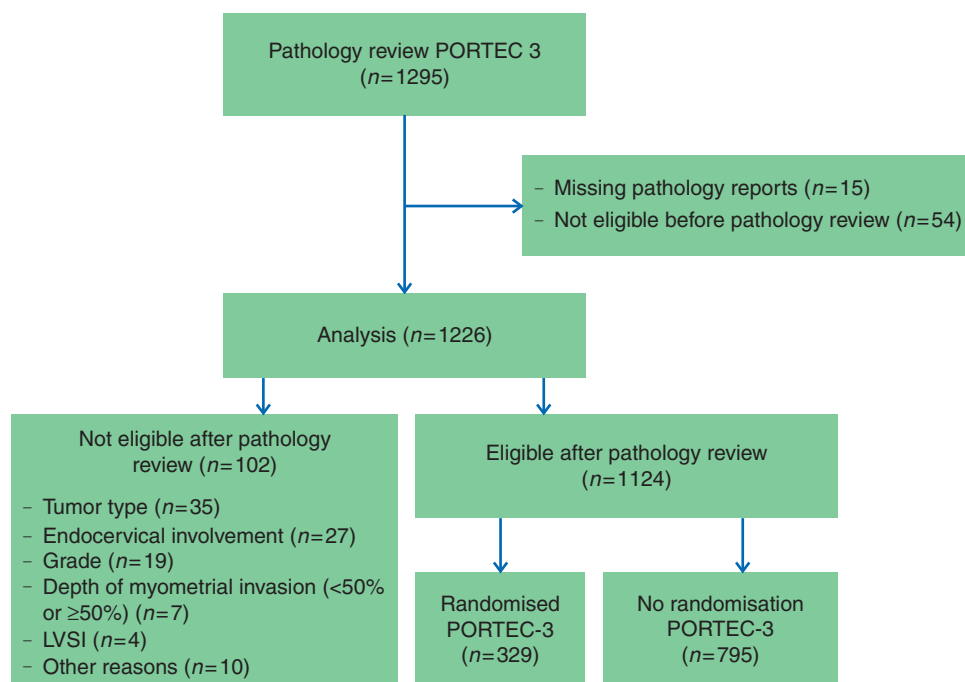 Pathology review PORTEC 3
(n=1295)
– Missing pathology reports (n=15)
– Not eligible before pathology review (n=54)
Analysis (n=1226)
Not eligible after pathology
review (n=102)
– Tumor type (n=35)
– Endocervical involvement (n=27)
– Grade (n=19)
– Depth of myometrial invasion (<50%
or ≥50%) (n=7)
– LVSI (n=4)
– Other reasons (n=10)
Eligible after pathology review
(n=1124)
Randomised
PORTEC-3
(n=329)
No randomisation
PORTEC-3
(n=795)